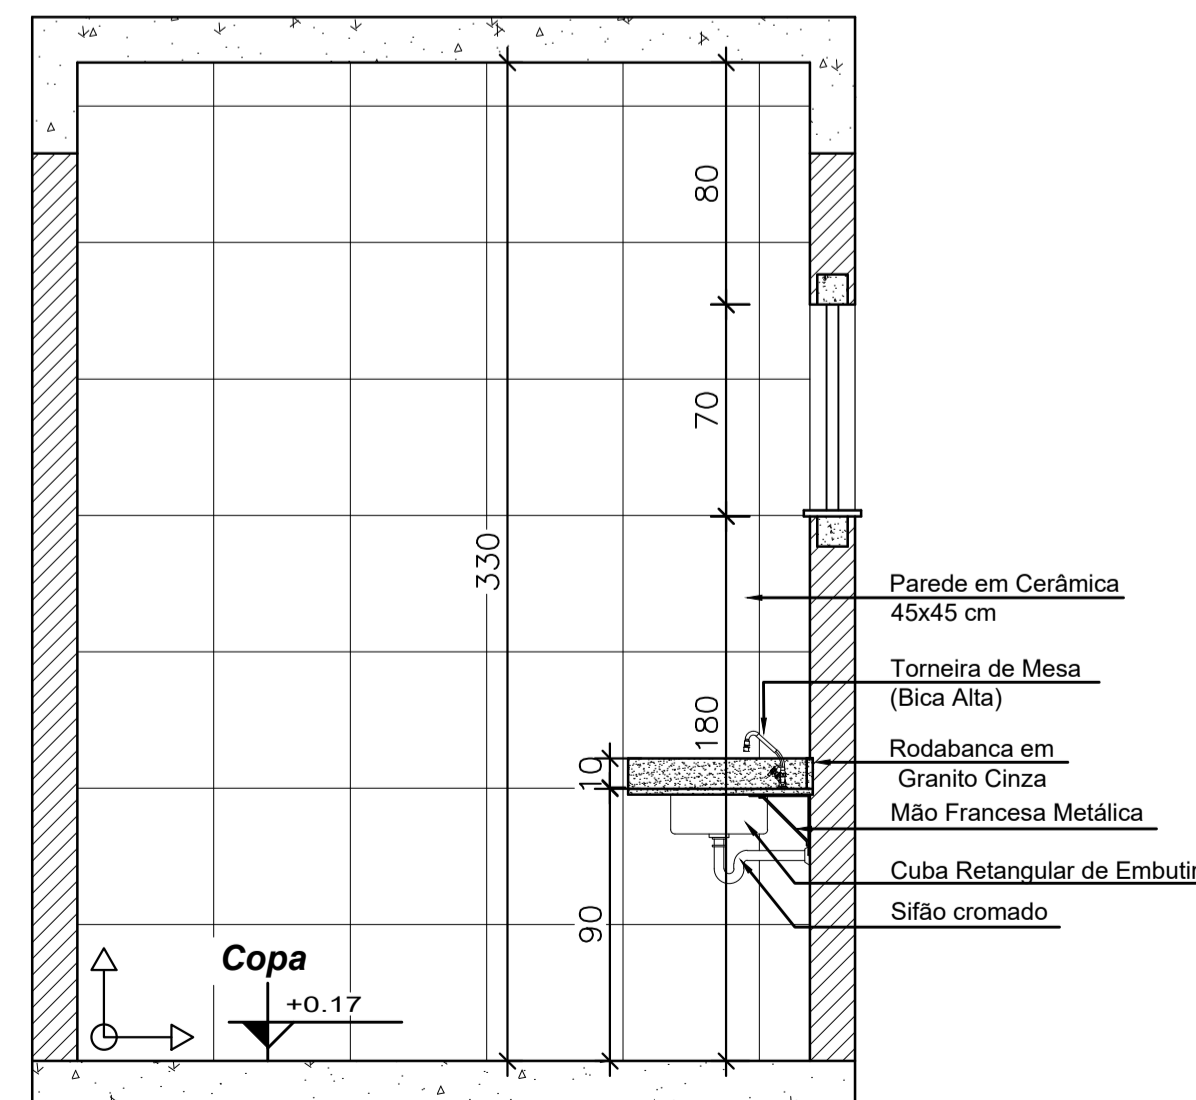 80
70
330
Parede em Cerâmica
45x45 cm
Torneira de Mesa
(Bica Alta)
180
Rodabanca em
Granito Cinza
10
Mão Francesa Metálica
Cuba Retangular de Embutir
Sifão cromado
90
Copa
+0.17